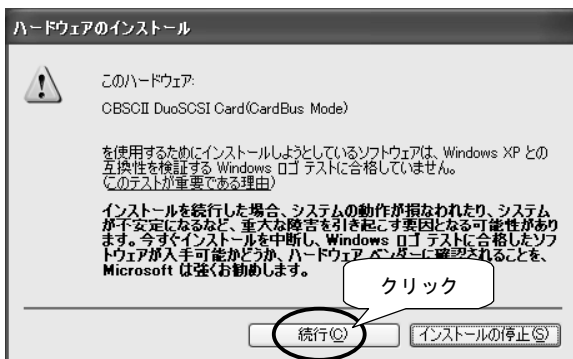 ハードウェアのインストール
このハードウェア:
CBSCII DuoSCSI Card(CardBus Mode)
を使用するためにインストールしようとしているソフトウェアは、Windows XP との
互換性を検証する Windows ロゴ テストに合格していません。
(このテストが重要である理由)
インストールを続行した場合、システムの動作が損なわれたり、システム
が不安定になるなど、重大な障害を引き起こす要因となる可能性があり
ます。今すぐインストールを中断し、Windows ロゴ テストに合格したソフ
トウェアが入手可能かどうか、ハードウェア ベンダーに確認されることを、
Microsoft は強くお勧めします。
クリック
続行(C)
インストールの停止(S)